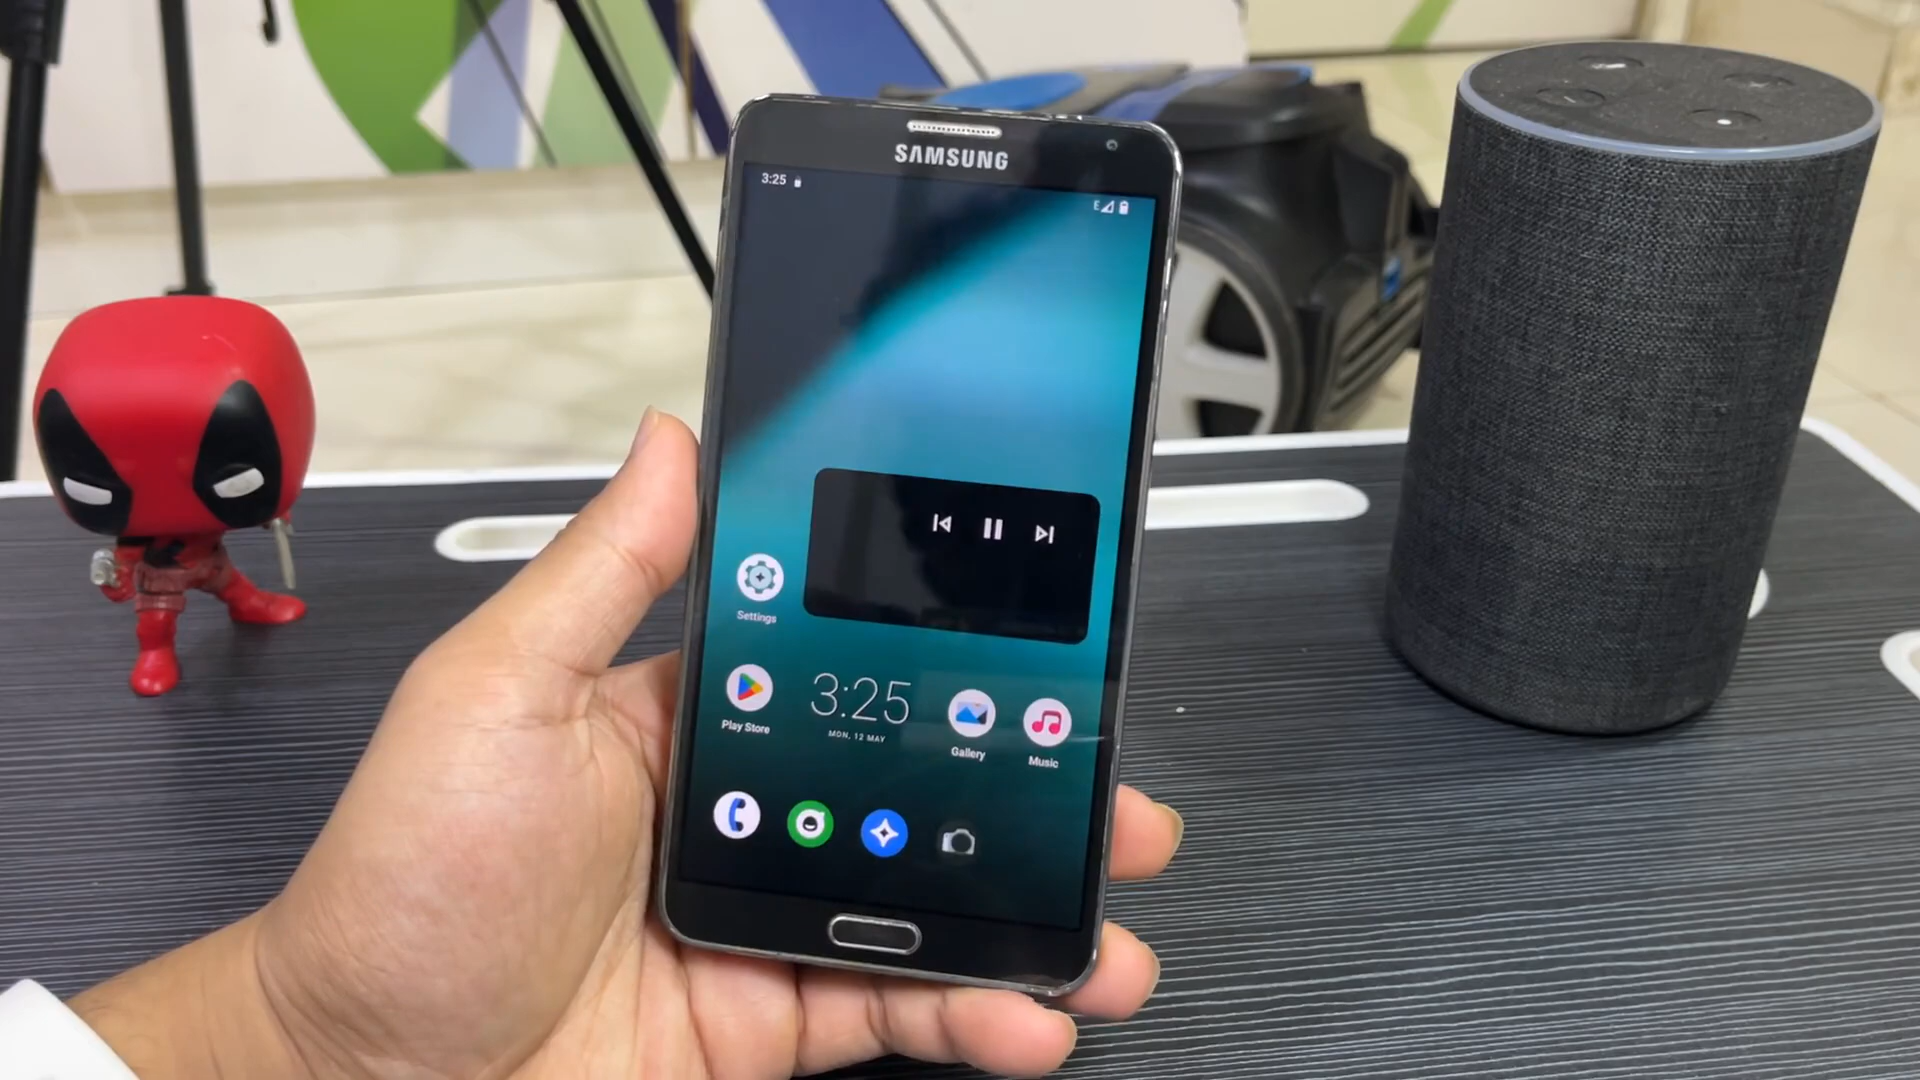 SAMSUNG
3:25
E
Settings
Play Store
3:25
MON, 12 MAY
Gallery
Music